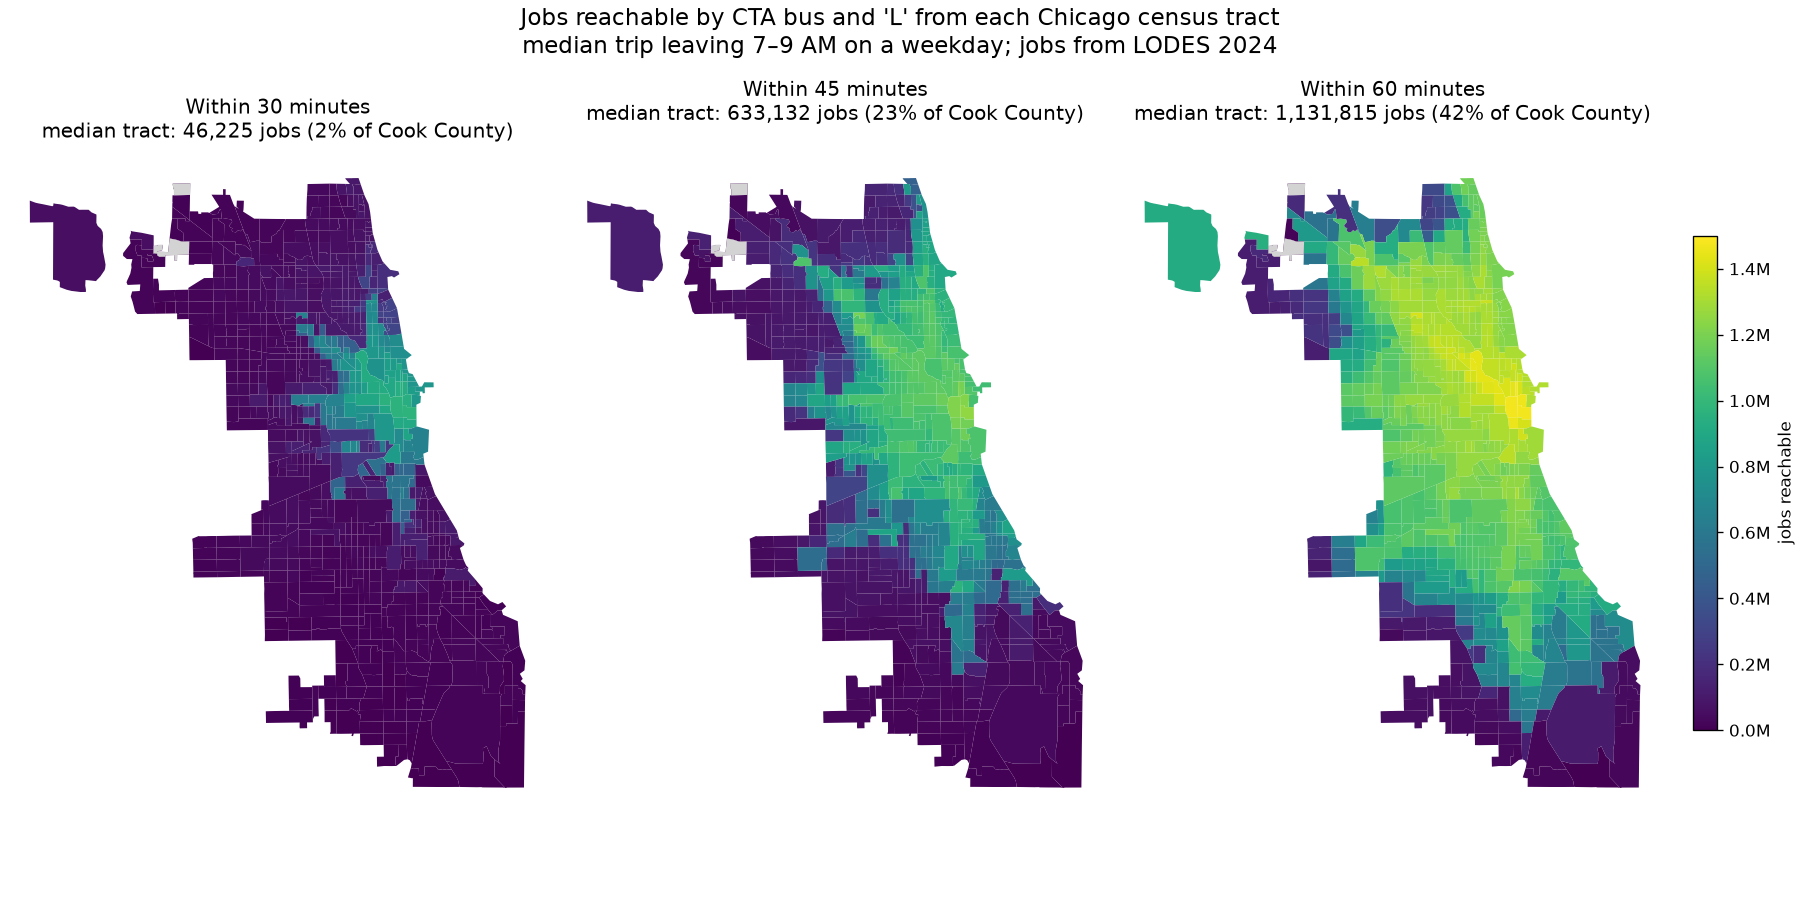 Jobs reachable by CTA bus and 'L' from each Chicago census tract
median trip leaving 7–9 AM on a weekday; jobs from LODES 2024
Within 30 minutes
median tract: 46,225 jobs (2% of Cook County)
Within 45 minutes
median tract: 633,132 jobs (23% of Cook County)
Within 60 minutes
median tract: 1,131,815 jobs (42% of Cook County)
1.4M
1.2M
1.0M
0.8M
0.6M
0.4M
0.2M
0.0M
jobs reachable